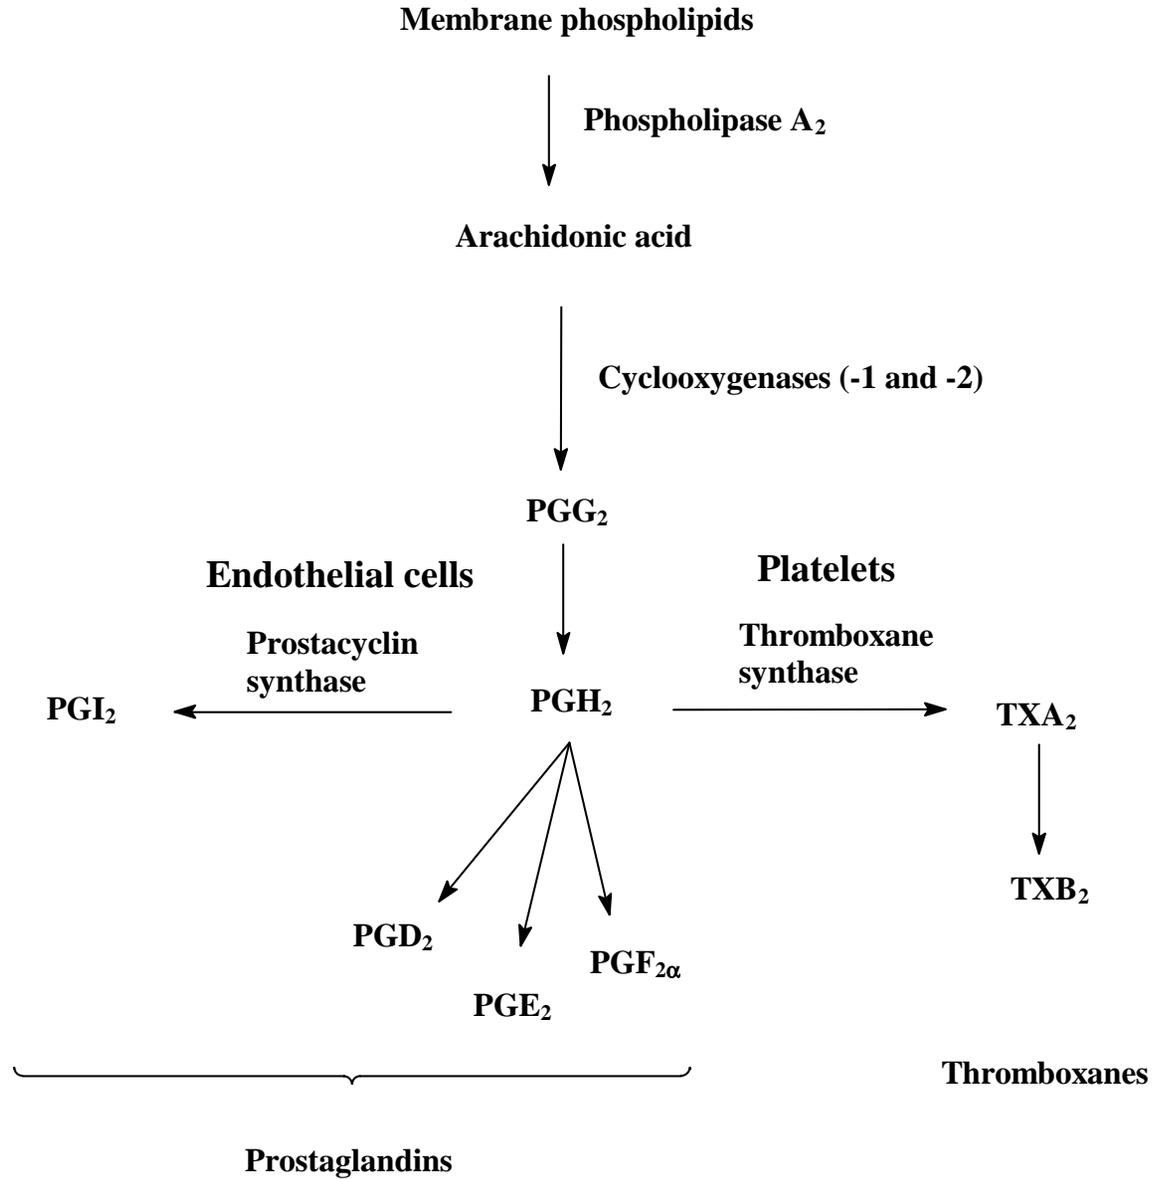 Membrane phospholipids
Phospholipase A₂
Arachidonic acid
Cyclooxygenases (-1 and -2)
PGG₂
Endothelial cells
Platelets
Prostacyclin
synthase
Thromboxane
synthase
PGI₂
PGH₂
TXA₂
TXB₂
PGD₂
PGF₂α
PGE₂
Thromboxanes
Prostaglandins